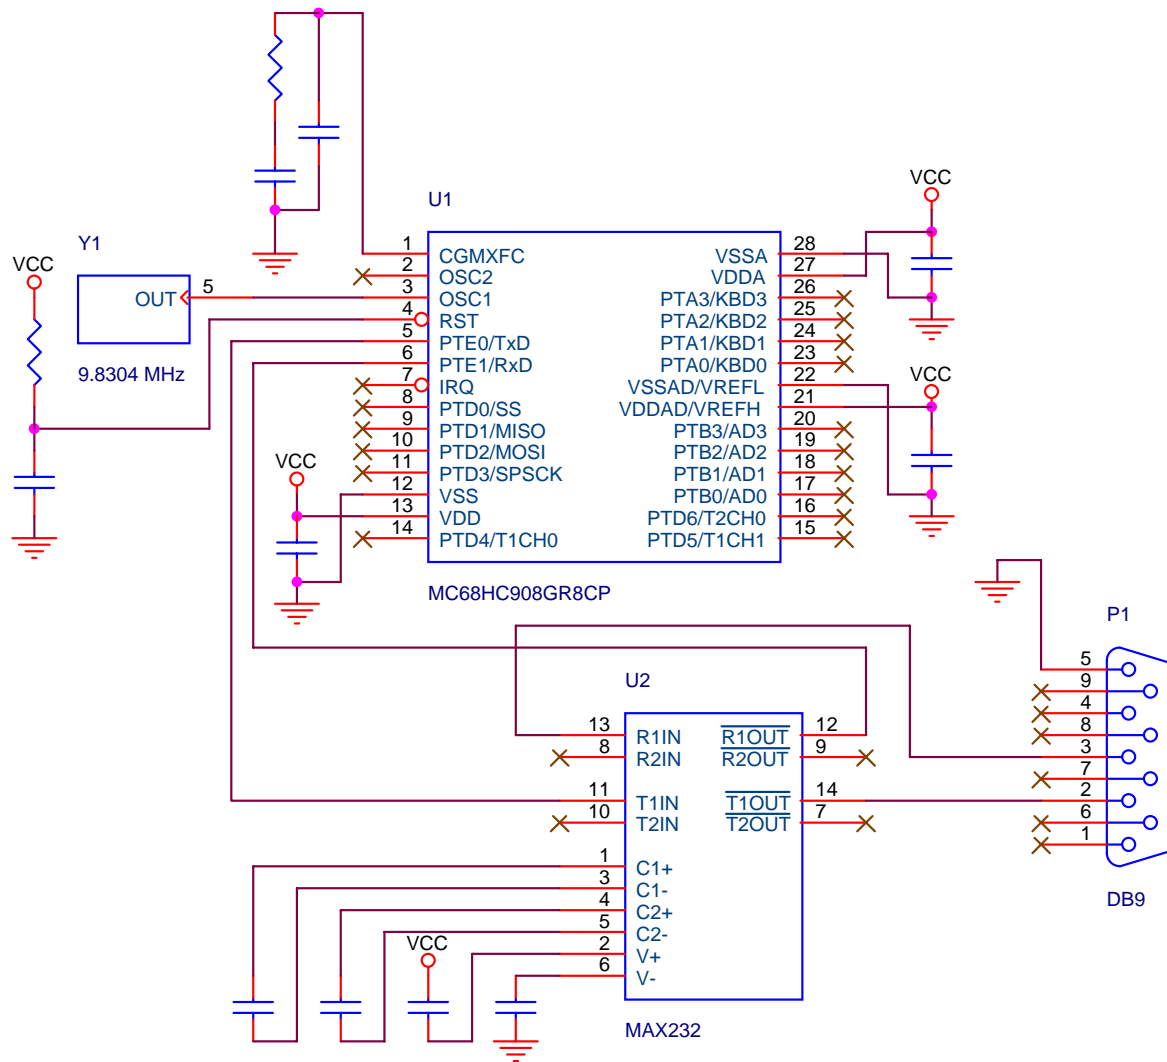 U1
VCC
Y1
VCC
OUT
5
9.8304 MHz
1 CGMXFC
2 OSC2
3 OSC1
4 RST
5 PTE0/TxD
6 PTE1/RxD
7 IRQ
8 PTD0/SS
9 PTD1/MISO
10 PTD2/MOSI
11 PTD3/SPSCK
12 VSS
13 VDD
14 PTD4/T1CH0
VSSA 28
VDDA 27
PTA3/KBD3 26
PTA2/KBD2 25
PTA1/KBD1 24
PTA0/KBD0 23
VSSAD/VREFL 22
VDDAD/VREFH 21
PTB3/AD3 20
PTB2/AD2 19
PTB1/AD1 18
PTB0/AD0 17
PTD6/T2CH0 16
PTD5/T1CH1 15
VCC
VCC
MC68HC908GR8CP
P1
5
9
4
8
3
7
2
6
1
DB9
U2
13 R1IN
8 R2IN
11 T1IN
10 T2IN
1 C1+
3 C1-
4 C2+
5 C2-
2 V+
6 V-
R1OUT 12
R2OUT 9
T1OUT 14
T2OUT 7
VCC
MAX232